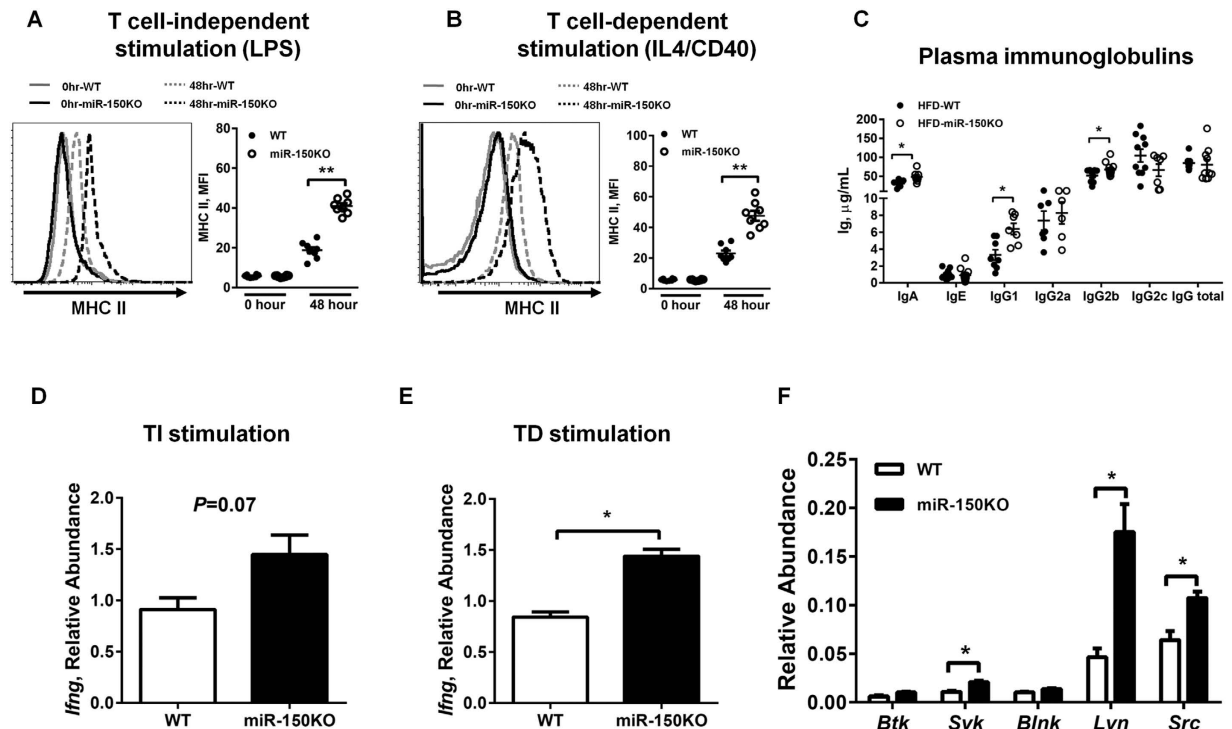 A
T cell-independent
stimulation (LPS)
0hr-WT
48hr-WT
0hr-miR-150KO
48hr-miR-150KO
MHC II
MHC II, MFI
80
60
40
20
0
WT
miR-150KO
**
0 hour
48 hour
B
T cell-dependent
stimulation (IL4/CD40)
0hr-WT
48hr-WT
0hr-miR-150KO
48hr-miR-150KO
MHC II
MHC II, MFI
100
80
60
40
20
0
WT
miR-150KO
**
0 hour
48 hour
C
Plasma immunoglobulins
HFD-WT
HFD-miR-150KO
Ig, μg/mL
200
150
100
50
10
8
6
4
2
0
*
*
*
IgA
IgE
IgG1
IgG2a
IgG2b
IgG2c
IgG total
D
TI stimulation
Ifng, Relative Abundance
2.0
1.5
1.0
0.5
0.0
P=0.07
WT
miR-150KO
E
TD stimulation
Ifng, Relative Abundance
2.0
1.5
1.0
0.5
0.0
*
WT
miR-150KO
F
WT
miR-150KO
Relative Abundance
0.25
0.20
0.15
0.10
0.05
0.00
*
*
*
Btk
Syk
Blnk
Lyn
Src